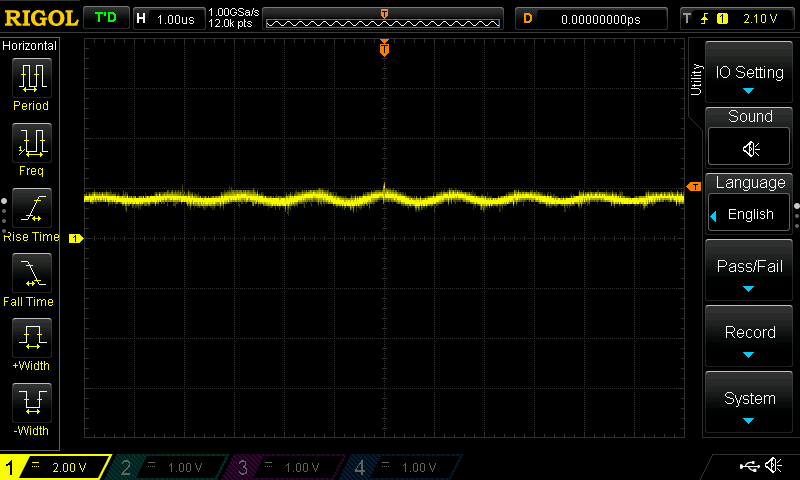 RIGOL T'D H 1.00us 1.00GSa/s D 0.00000000ps T 1 2.10 V
12.0k pts
T
Horizontal
T
Utility
IO Setting
Period
Sound
Freq
Language
T
English
Rise Time
1
Pass/Fail
Fall Time
Record
+Width
System
-Width
1 2.00 V 2 1.00 V 3 1.00 V 4 1.00 V